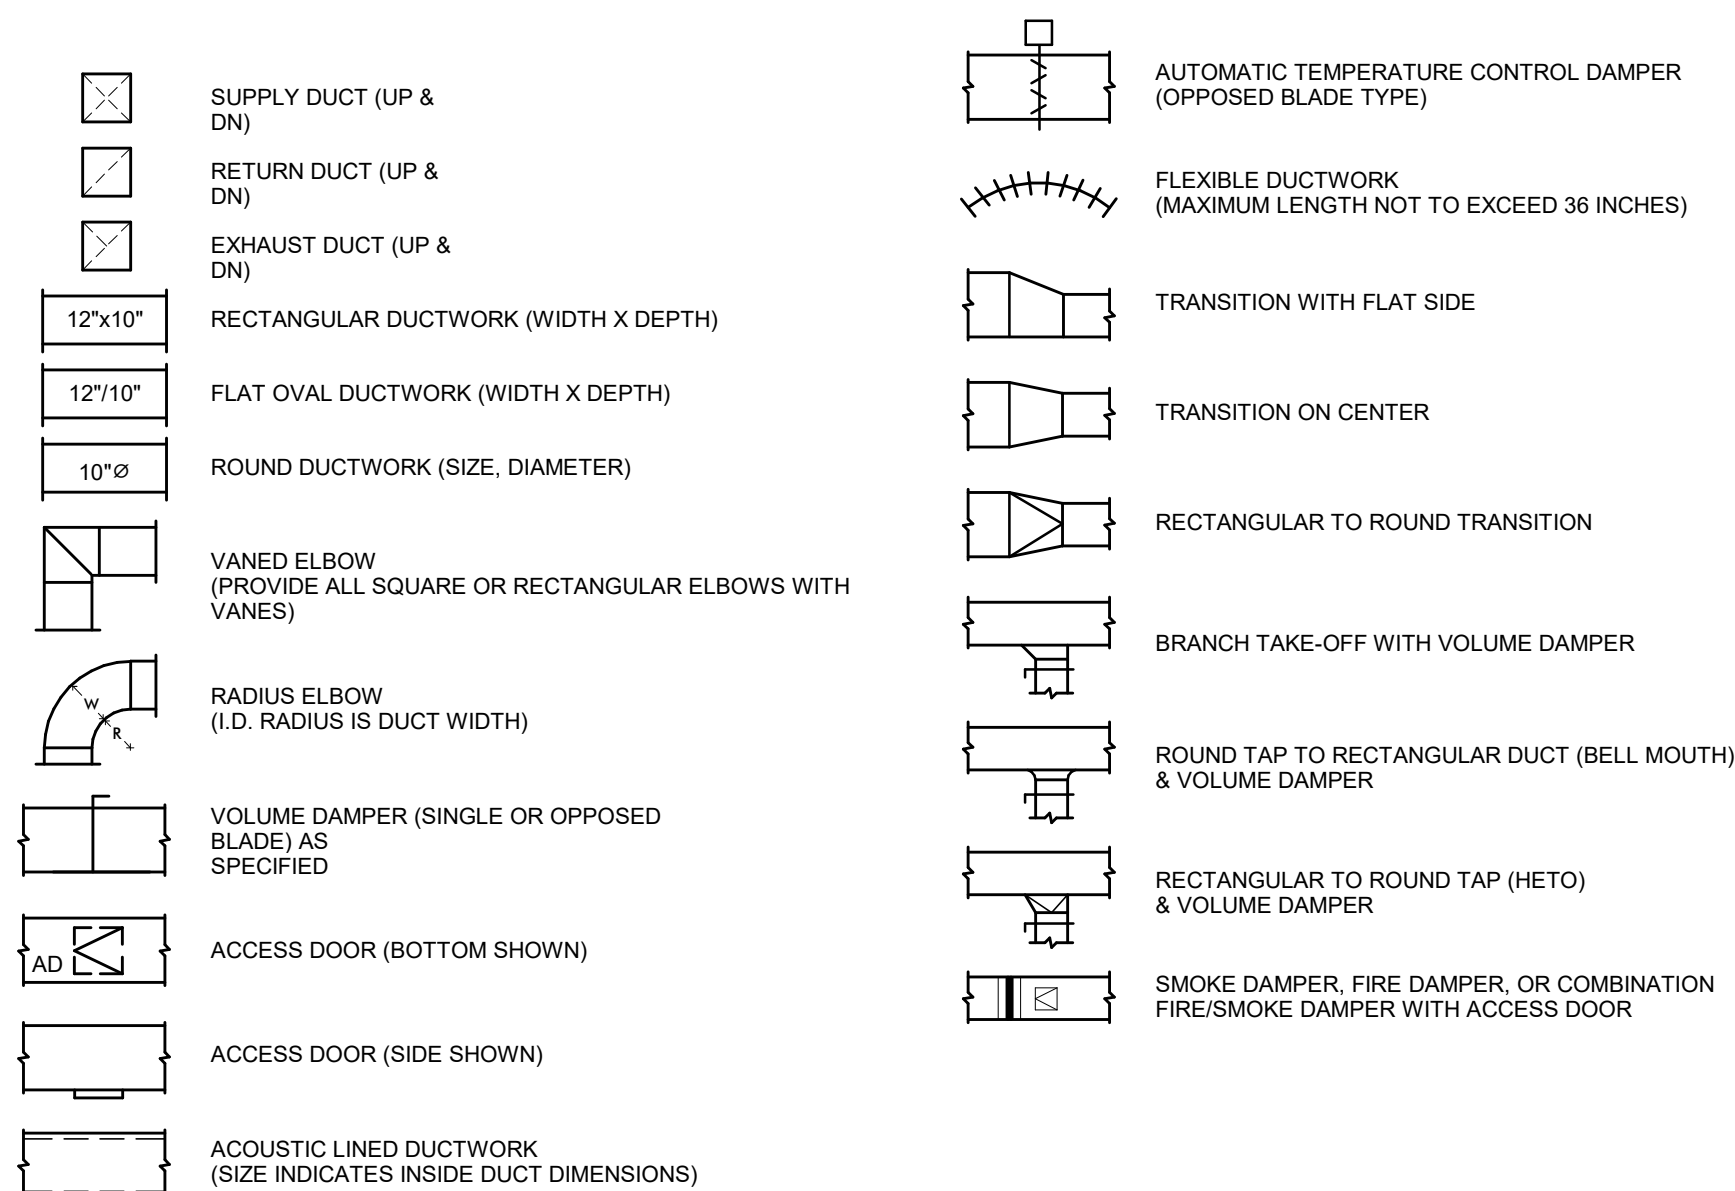 SUPPLY DUCT (UP &
DN)
RETURN DUCT (UP &
DN)
EXHAUST DUCT (UP &
DN)
12"x10"
RECTANGULAR DUCTWORK (WIDTH X DEPTH)
12"/10"
FLAT OVAL DUCTWORK (WIDTH X DEPTH)
10"Ø
ROUND DUCTWORK (SIZE, DIAMETER)
VANED ELBOW
(PROVIDE ALL SQUARE OR RECTANGULAR ELBOWS WITH
VANES)
W
R
RADIUS ELBOW
(I.D. RADIUS IS DUCT WIDTH)
VOLUME DAMPER (SINGLE OR OPPOSED
BLADE) AS
SPECIFIED
AD
ACCESS DOOR (BOTTOM SHOWN)
ACCESS DOOR (SIDE SHOWN)
ACOUSTIC LINED DUCTWORK
(SIZE INDICATES INSIDE DUCT DIMENSIONS)
AUTOMATIC TEMPERATURE CONTROL DAMPER
(OPPOSED BLADE TYPE)
FLEXIBLE DUCTWORK
(MAXIMUM LENGTH NOT TO EXCEED 36 INCHES)
TRANSITION WITH FLAT SIDE
TRANSITION ON CENTER
RECTANGULAR TO ROUND TRANSITION
BRANCH TAKE-OFF WITH VOLUME DAMPER
ROUND TAP TO RECTANGULAR DUCT (BELL MOUTH)
& VOLUME DAMPER
RECTANGULAR TO ROUND TAP (HETO)
& VOLUME DAMPER
SMOKE DAMPER, FIRE DAMPER, OR COMBINATION
FIRE/SMOKE DAMPER WITH ACCESS DOOR